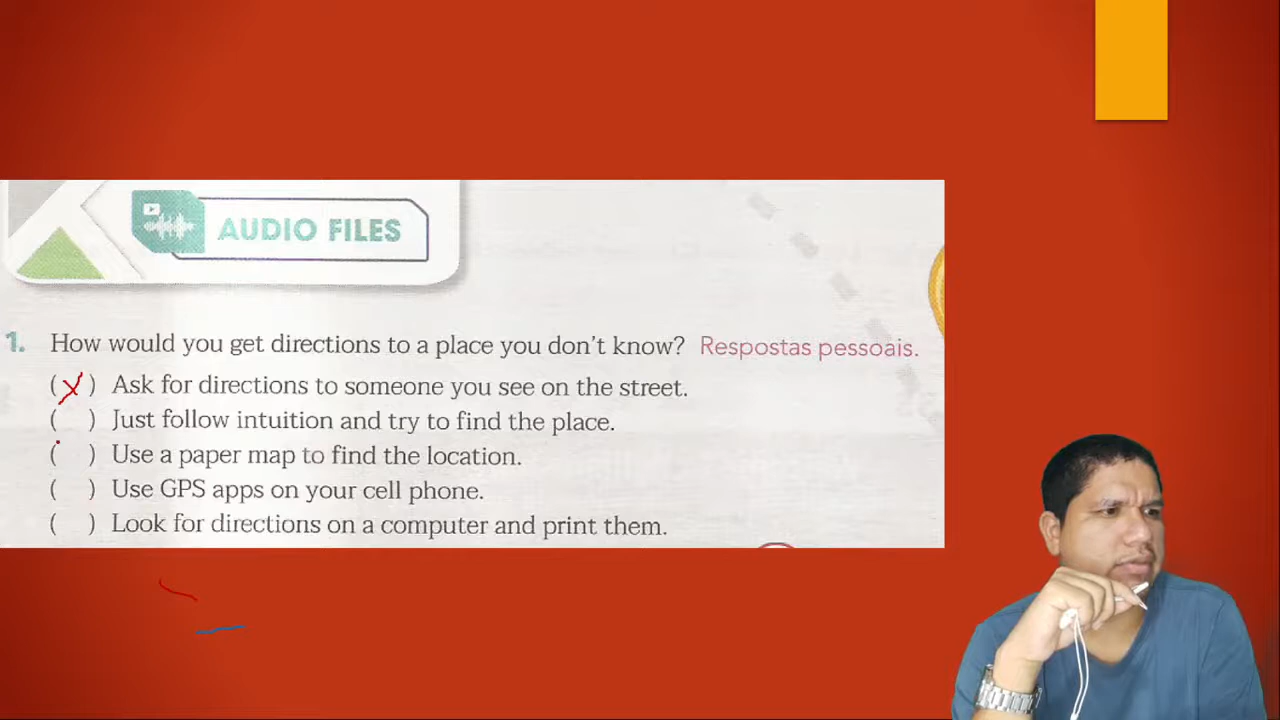 AUDIO FILES
1. How would you get directions to a place you don't know? Respostas pessoais.
(X) Ask for directions to someone you see on the street.
( ) Just follow intuition and try to find the place.
( ) Use a paper map to find the location.
( ) Use GPS apps on your cell phone.
( ) Look for directions on a computer and print them.